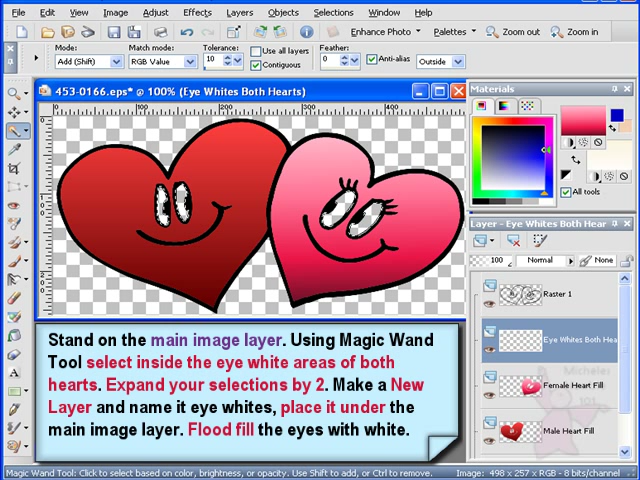 File Edit View Image Adjust Effects Layers Objects Selections Window Help
Enhance Photo Palettes Zoom out Zoom in
Mode: Match mode: Tolerance: Use all layers Feather:
Add (Shift) RGB Value 10 Contiguous 0 Anti-alias Outside
453-0166.eps* @ 100% (Eye Whites Both Hearts)
0 100 200 300 400
100
200
Materials
All tools
Layer - Eye Whites Both Hear
100 Normal None
Raster 1
Eye Whites Both Hea
Female Heart Fill
Male Heart Fill
Stand on the main image layer. Using Magic Wand
Tool select inside the eye white areas of both
hearts. Expand your selections by 2. Make a New
Layer and name it eye whites, place it under the
main image layer. Flood fill the eyes with white.
Magic Wand Tool: Click to select based on color, brightness, or opacity. Use Shift to add, or Ctrl to remove.
Image: 498 x 257 x RGB - 8 bits/channel